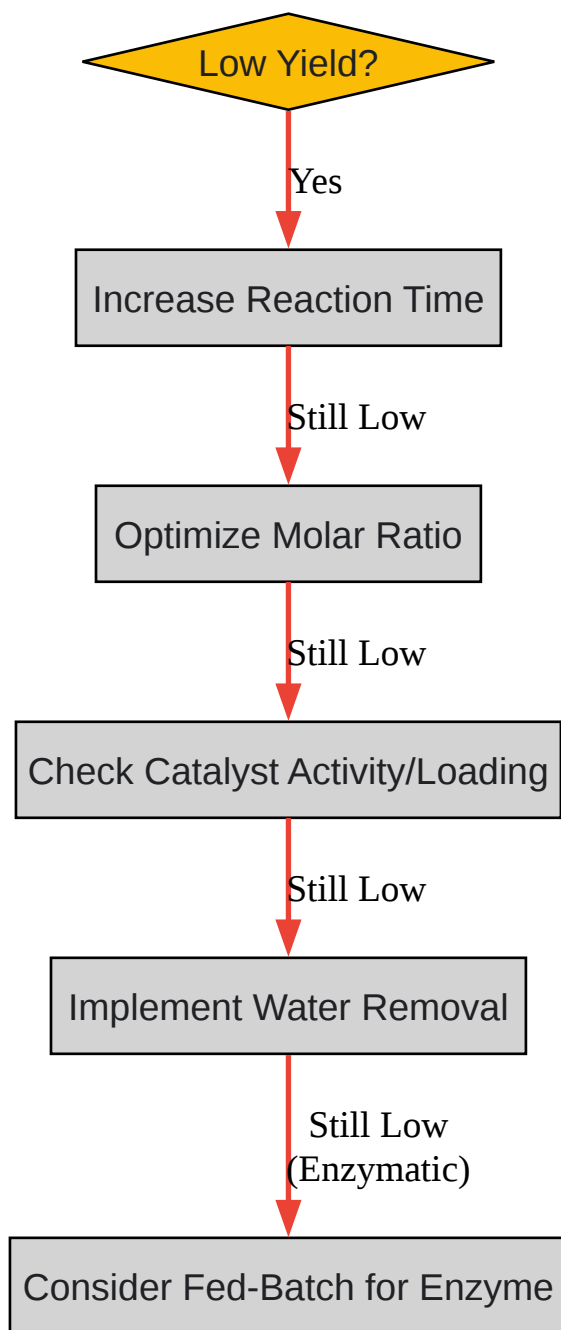 Low Yield?
Yes
Increase Reaction Time
Still Low
Optimize Molar Ratio
Still Low
Check Catalyst Activity/Loading
Still Low
Implement Water Removal
Still Low
(Enzymatic)
Consider Fed-Batch for Enzyme